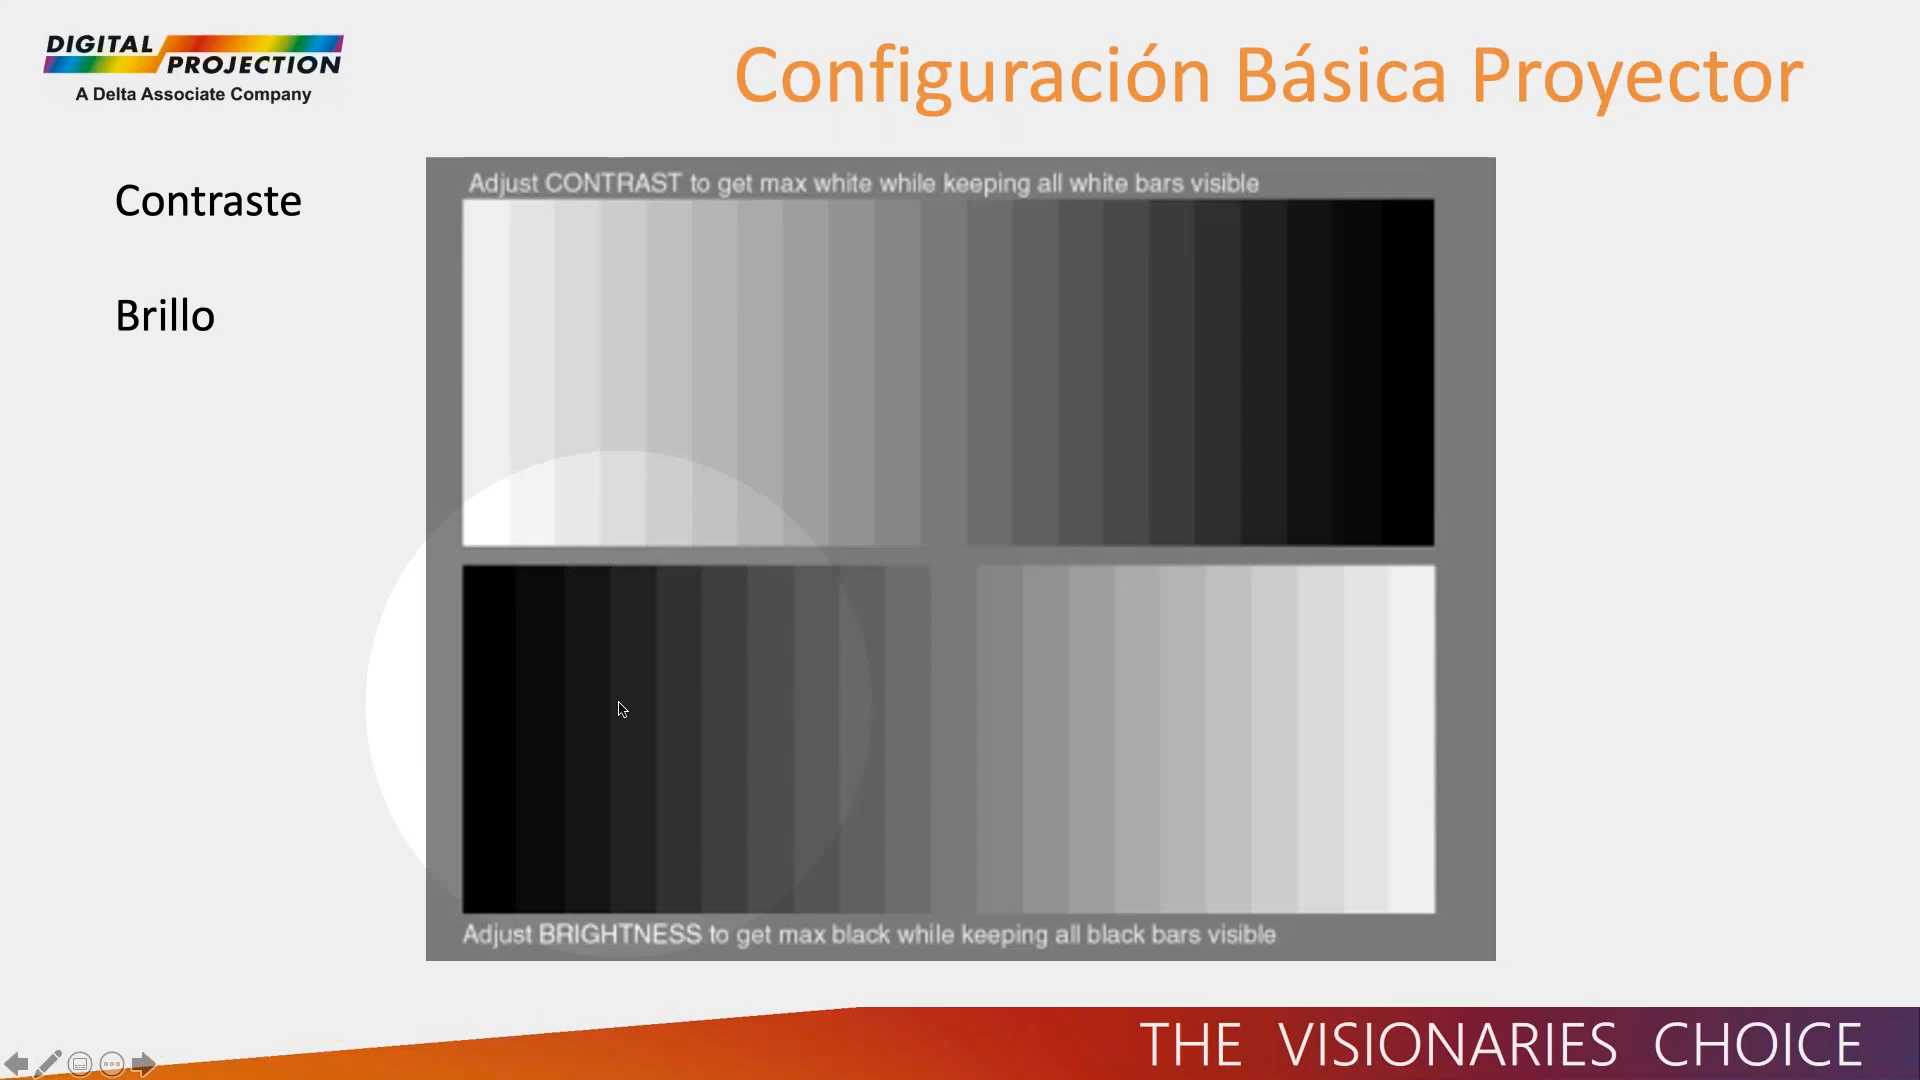 DIGITAL
PROJECTION
A Delta Associate Company
Configuración Básica Proyector
Contraste
Brillo
Adjust CONTRAST to get max white while keeping all white bars visible
Adjust BRIGHTNESS to get max black while keeping all black bars visible
THE VISIONARIES CHOICE